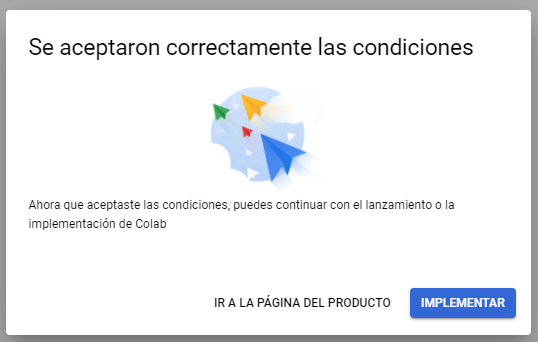 Se aceptaron correctamente las condiciones
Ahora que aceptaste las condiciones, puedes continuar con el lanzamiento o la
implementación de Colab
IR A LA PÁGINA DEL PRODUCTO
IMPLEMENTAR